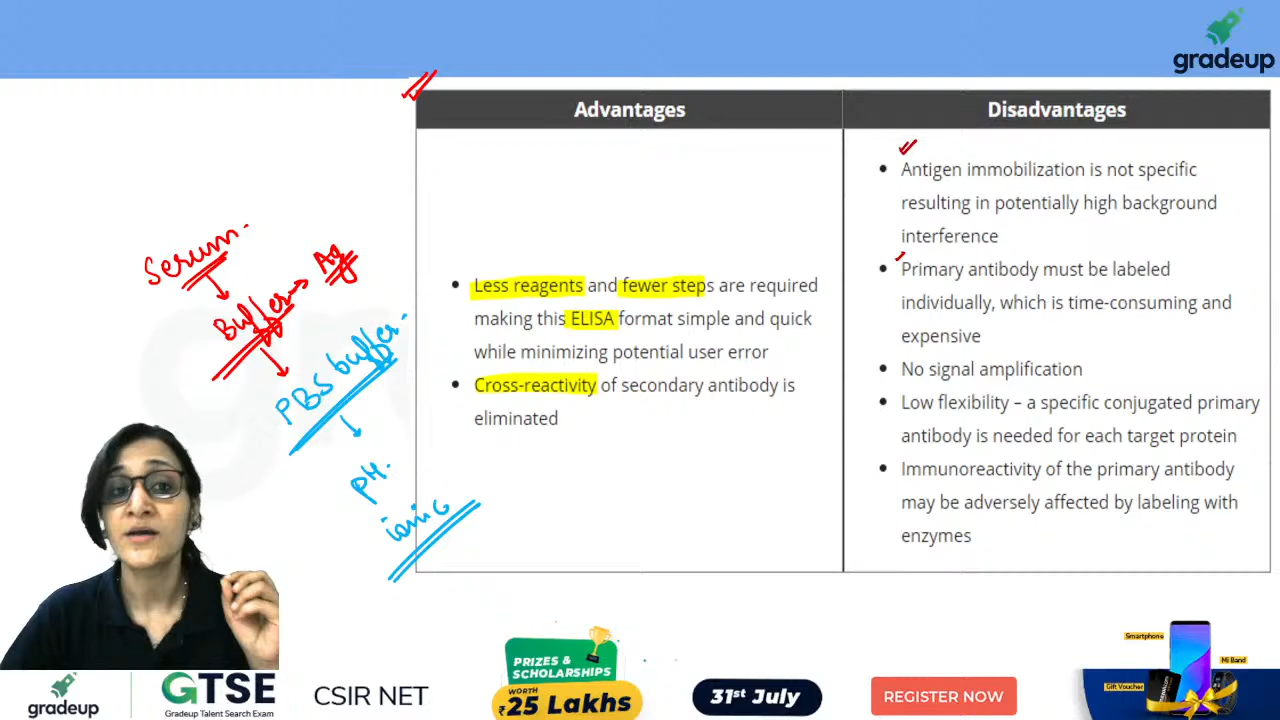 gradeup
Advantages
Disadvantages
Serum.
Buffer
Ag
PBS buffer.
pH.
ionic
• Less reagents and fewer steps are required
making this ELISA format simple and quick
while minimizing potential user error
• Cross-reactivity of secondary antibody is
eliminated
• Antigen immobilization is not specific
resulting in potentially high background
interference
• Primary antibody must be labeled
individually, which is time-consuming and
expensive
• No signal amplification
• Low flexibility – a specific conjugated primary
antibody is needed for each target protein
• Immunoreactivity of the primary antibody
may be adversely affected by labeling with
enzymes
gradeup
GTSE
Gradeup Talent Search Exam
CSIR NET
PRIZES &
SCHOLARSHIPS
WORTH
₹25 Lakhs
31st July
REGISTER NOW
Smartphone
Mi Band
Gift Voucher